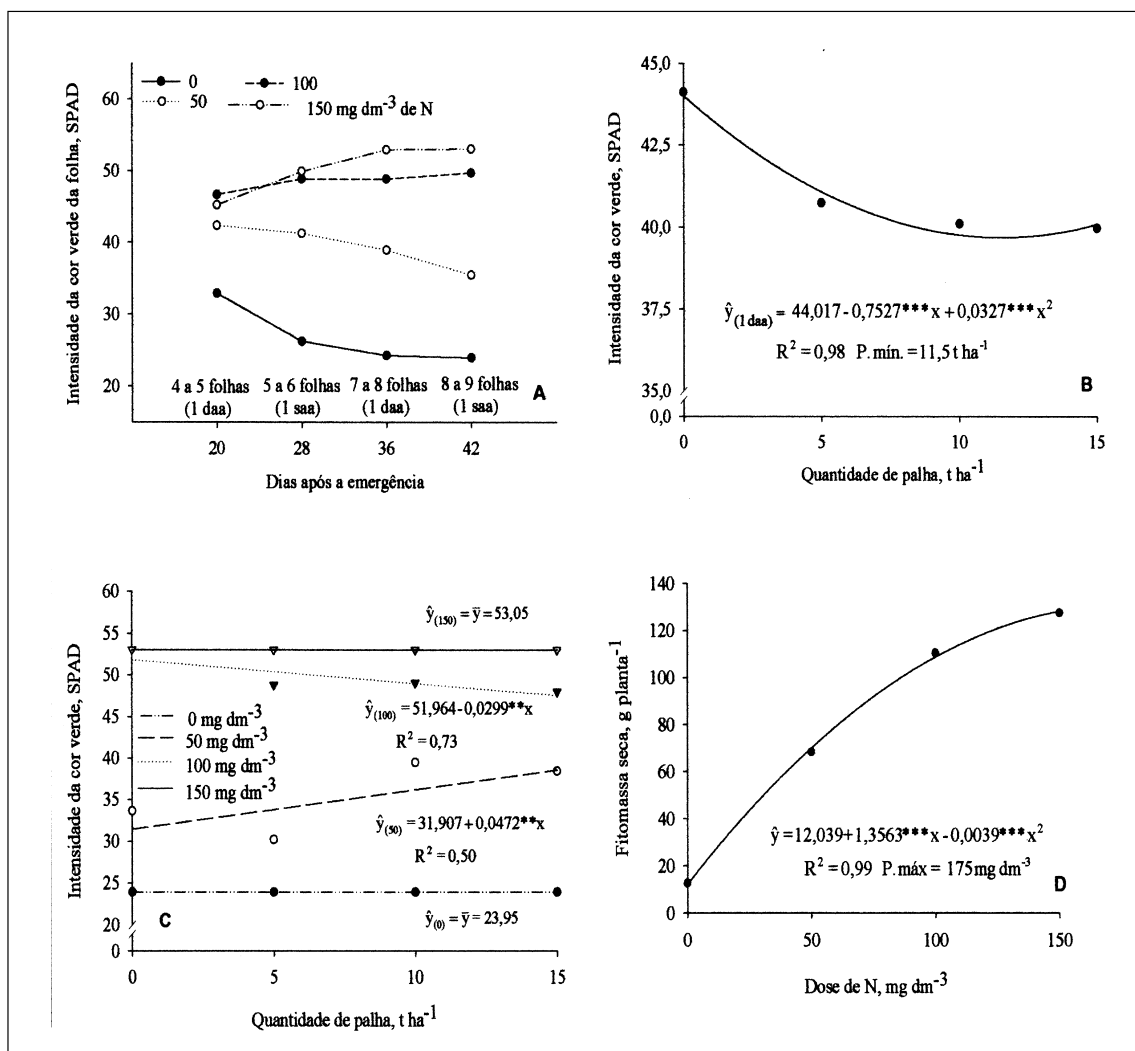 0
100
50
150 mg dm⁻³ de N
Intensidade da cor verde da folha, SPAD
60
50
40
30
20
4 a 5 folhas 5 a 6 folhas 7 a 8 folhas 8 a 9 folhas
(1 daa) (1 saa) (1 daa) (1 saa)
A
20 28 36 42
Dias após a emergência
Intensidade da cor verde, SPAD
45,0
42,5
40,0
37,5
35,0
0,0
ŷ(1 daa) = 44,017 - 0,7527***x + 0,0327***x²
R² = 0,98 P. mín. = 11,5 t ha⁻¹
B
0 5 10 15
Quantidade de palha, t ha⁻¹
Intensidade da cor verde, SPAD
60
55
50
45
40
35
30
25
20
0
ŷ(150) = ȳ = 53,05
ŷ(100) = 51,964 - 0,0299**x
R² = 0,73
0 mg dm⁻³
50 mg dm⁻³
100 mg dm⁻³
150 mg dm⁻³
ŷ(50) = 31,907 + 0,0472**x
R² = 0,50
C
ŷ(0) = ȳ = 23,95
0 5 10 15
Quantidade de palha, t ha⁻¹
Fitomassa seca, g planta⁻¹
140
120
100
80
60
40
20
0
ŷ = 12,039 + 1,3563***x - 0,0039***x²
R² = 0,99 P. máx = 175 mg dm⁻³
D
0 50 100 150
Dose de N, mg dm⁻³